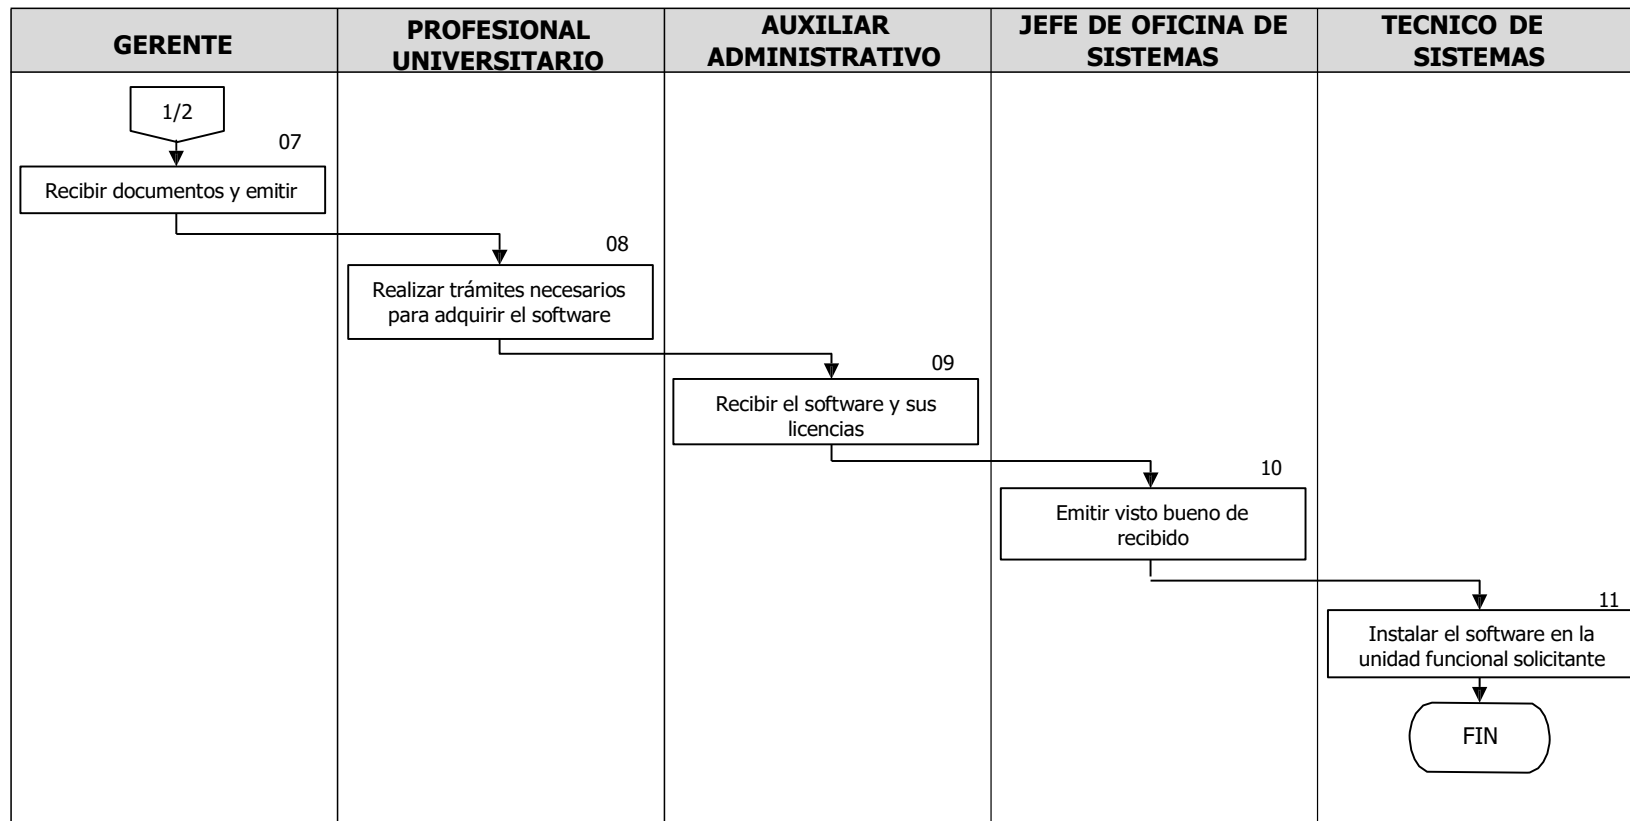 GERENTE
PROFESIONAL
UNIVERSITARIO
AUXILIAR
ADMINISTRATIVO
JEFE DE OFICINA DE
SISTEMAS
TECNICO DE
SISTEMAS
1/2
07
Recibir documentos y emitir
08
Realizar trámites necesarios
para adquirir el software
09
Recibir el software y sus
licencias
10
Emitir visto bueno de
recibido
11
Instalar el software en la
unidad funcional solicitante
FIN